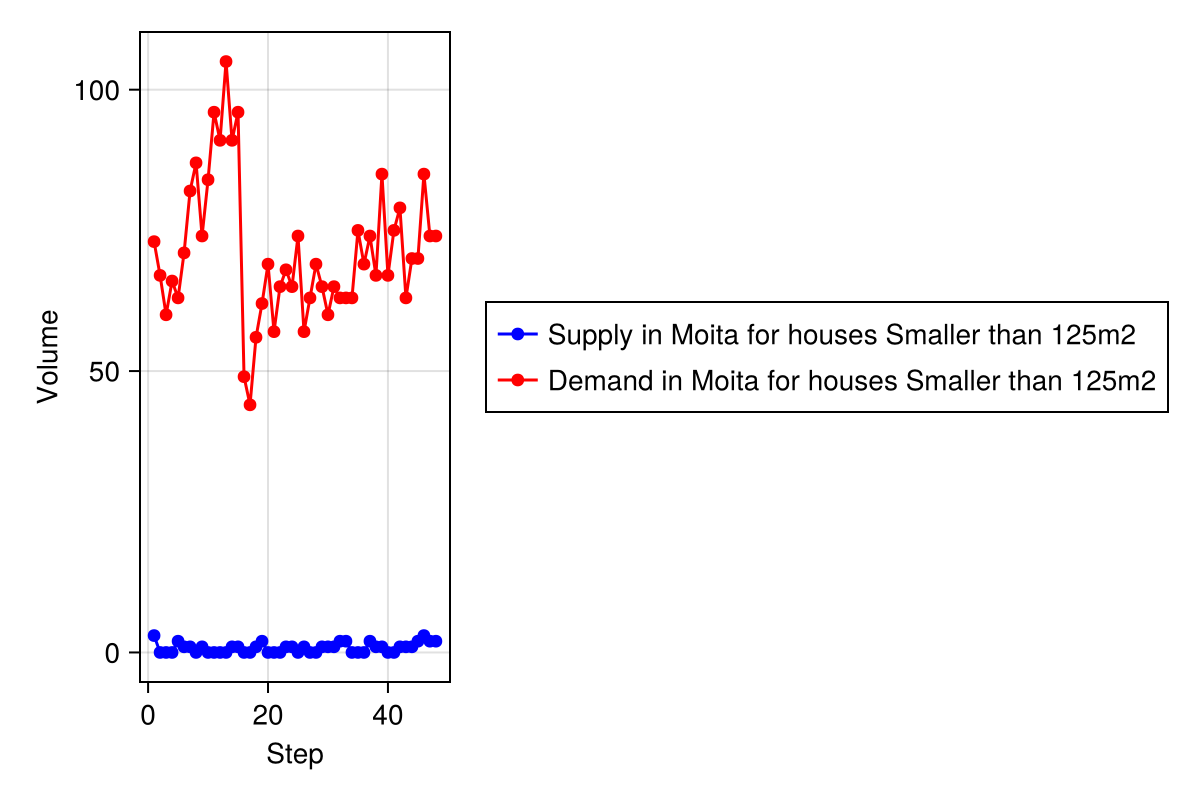 100
50
0
Volume
0 20 40
Step
Supply in Moita for houses Smaller than 125m2
Demand in Moita for houses Smaller than 125m2